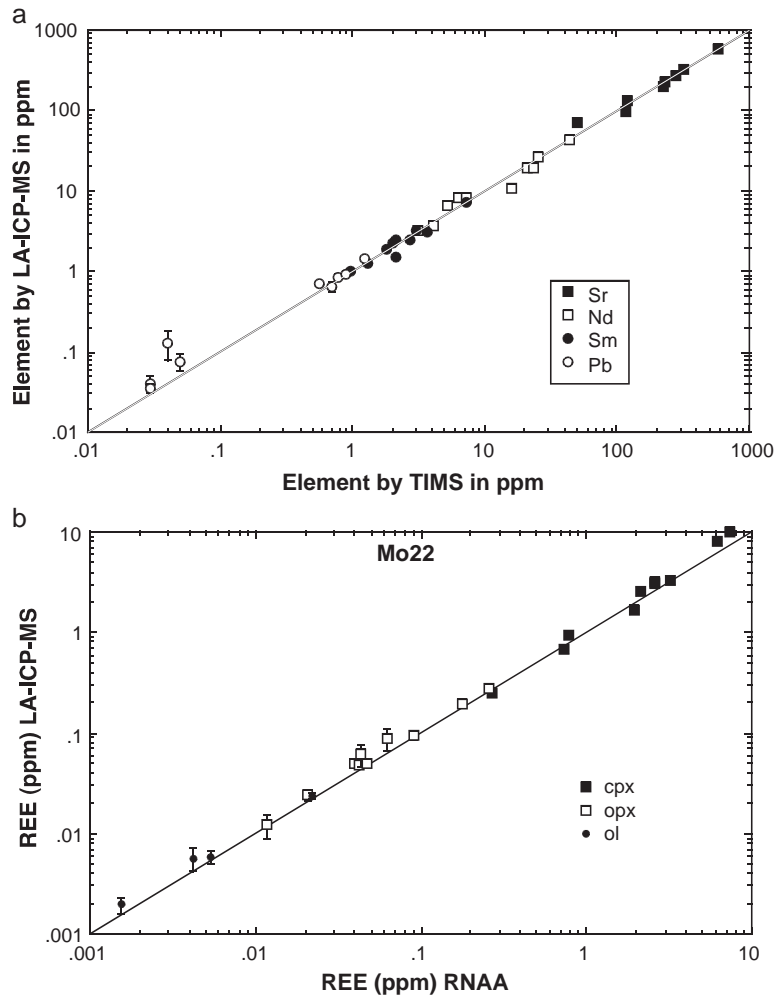 a
1000
100
10
1
.1
.01
Element by LA-ICP-MS in ppm
Sr
Nd
Sm
Pb
.01 .1 1 10 100 1000
Element by TIMS in ppm
b
10
1
.1
.01
.001
REE (ppm) LA-ICP-MS
Mo22
cpx
opx
ol
.001 .01 .1 1 10
REE (ppm) RNAA